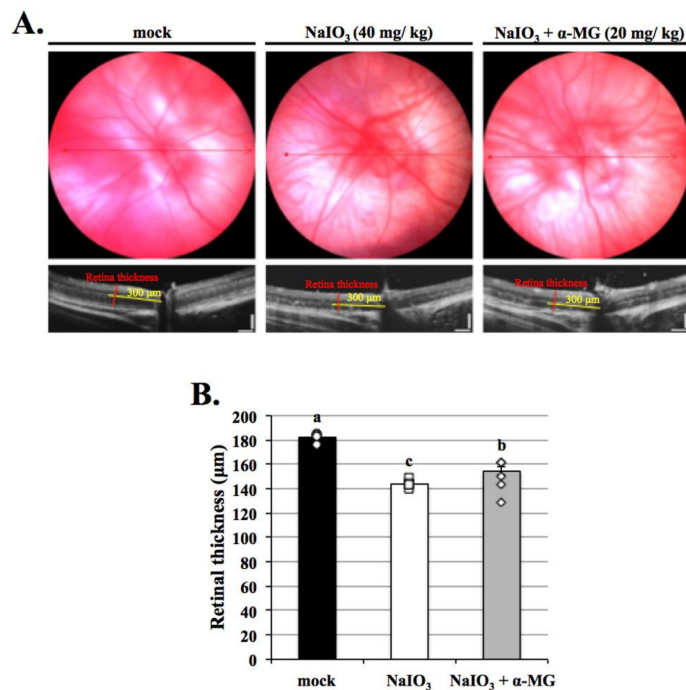 A.
mock
NaIO₃ (40 mg/ kg)
NaIO₃ + α-MG (20 mg/ kg)
Retina thickness
300 μm
Retina thickness
300 μm
Retina thickness
300 μm
B.
Retinal thickness (μm)
200
180
160
140
120
100
80
60
40
20
0
a
c
b
mock
NaIO₃
NaIO₃ + α-MG